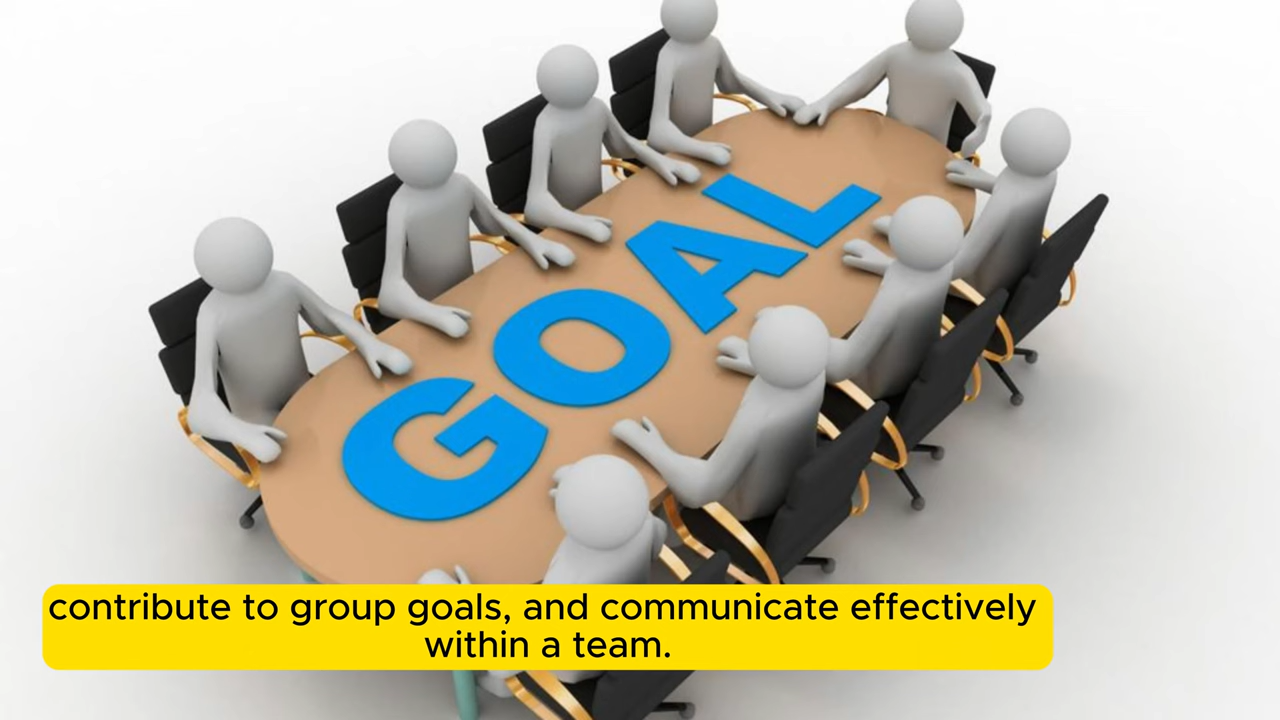 GOAL
contribute to group goals, and communicate effectively
within a team.